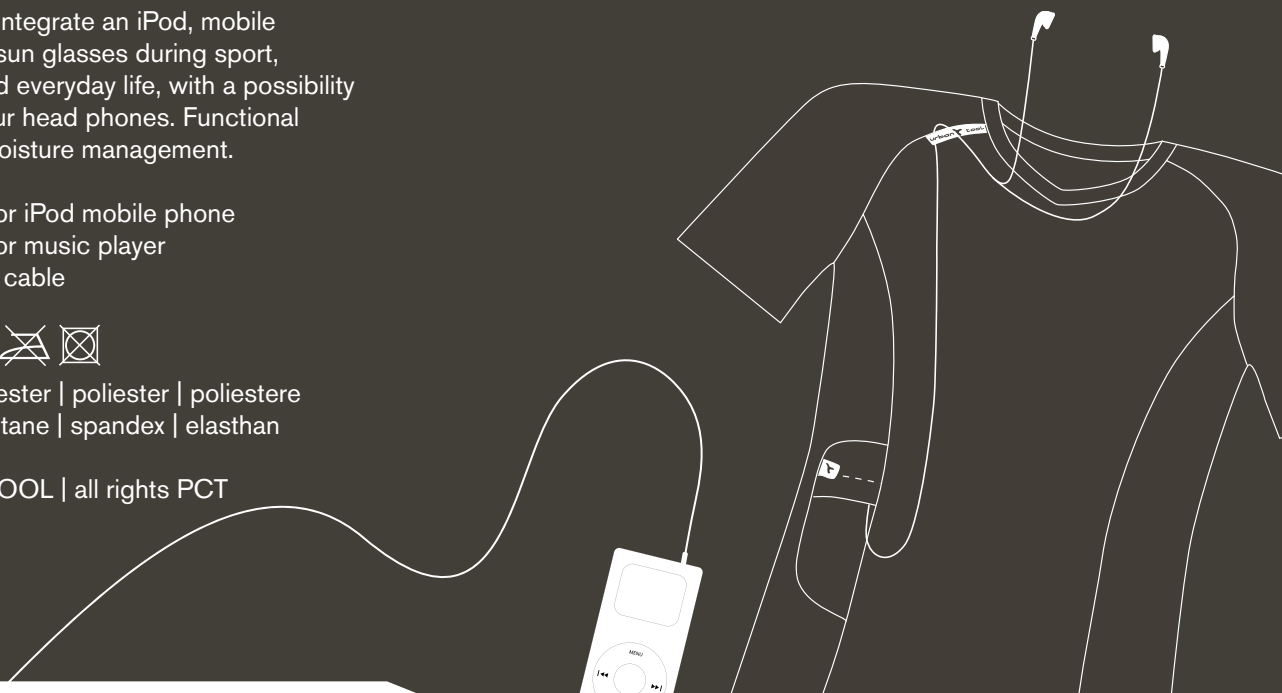 integrate an iPod, mobile
sun glasses during sport,
d everyday life, with a possibility
ur head phones. Functional
oisture management.
or iPod mobile phone
or music player
cable
ester | poliester | poliestere
tane | spandex | elasthan
OOL | all rights PCT
urban tool
MENU